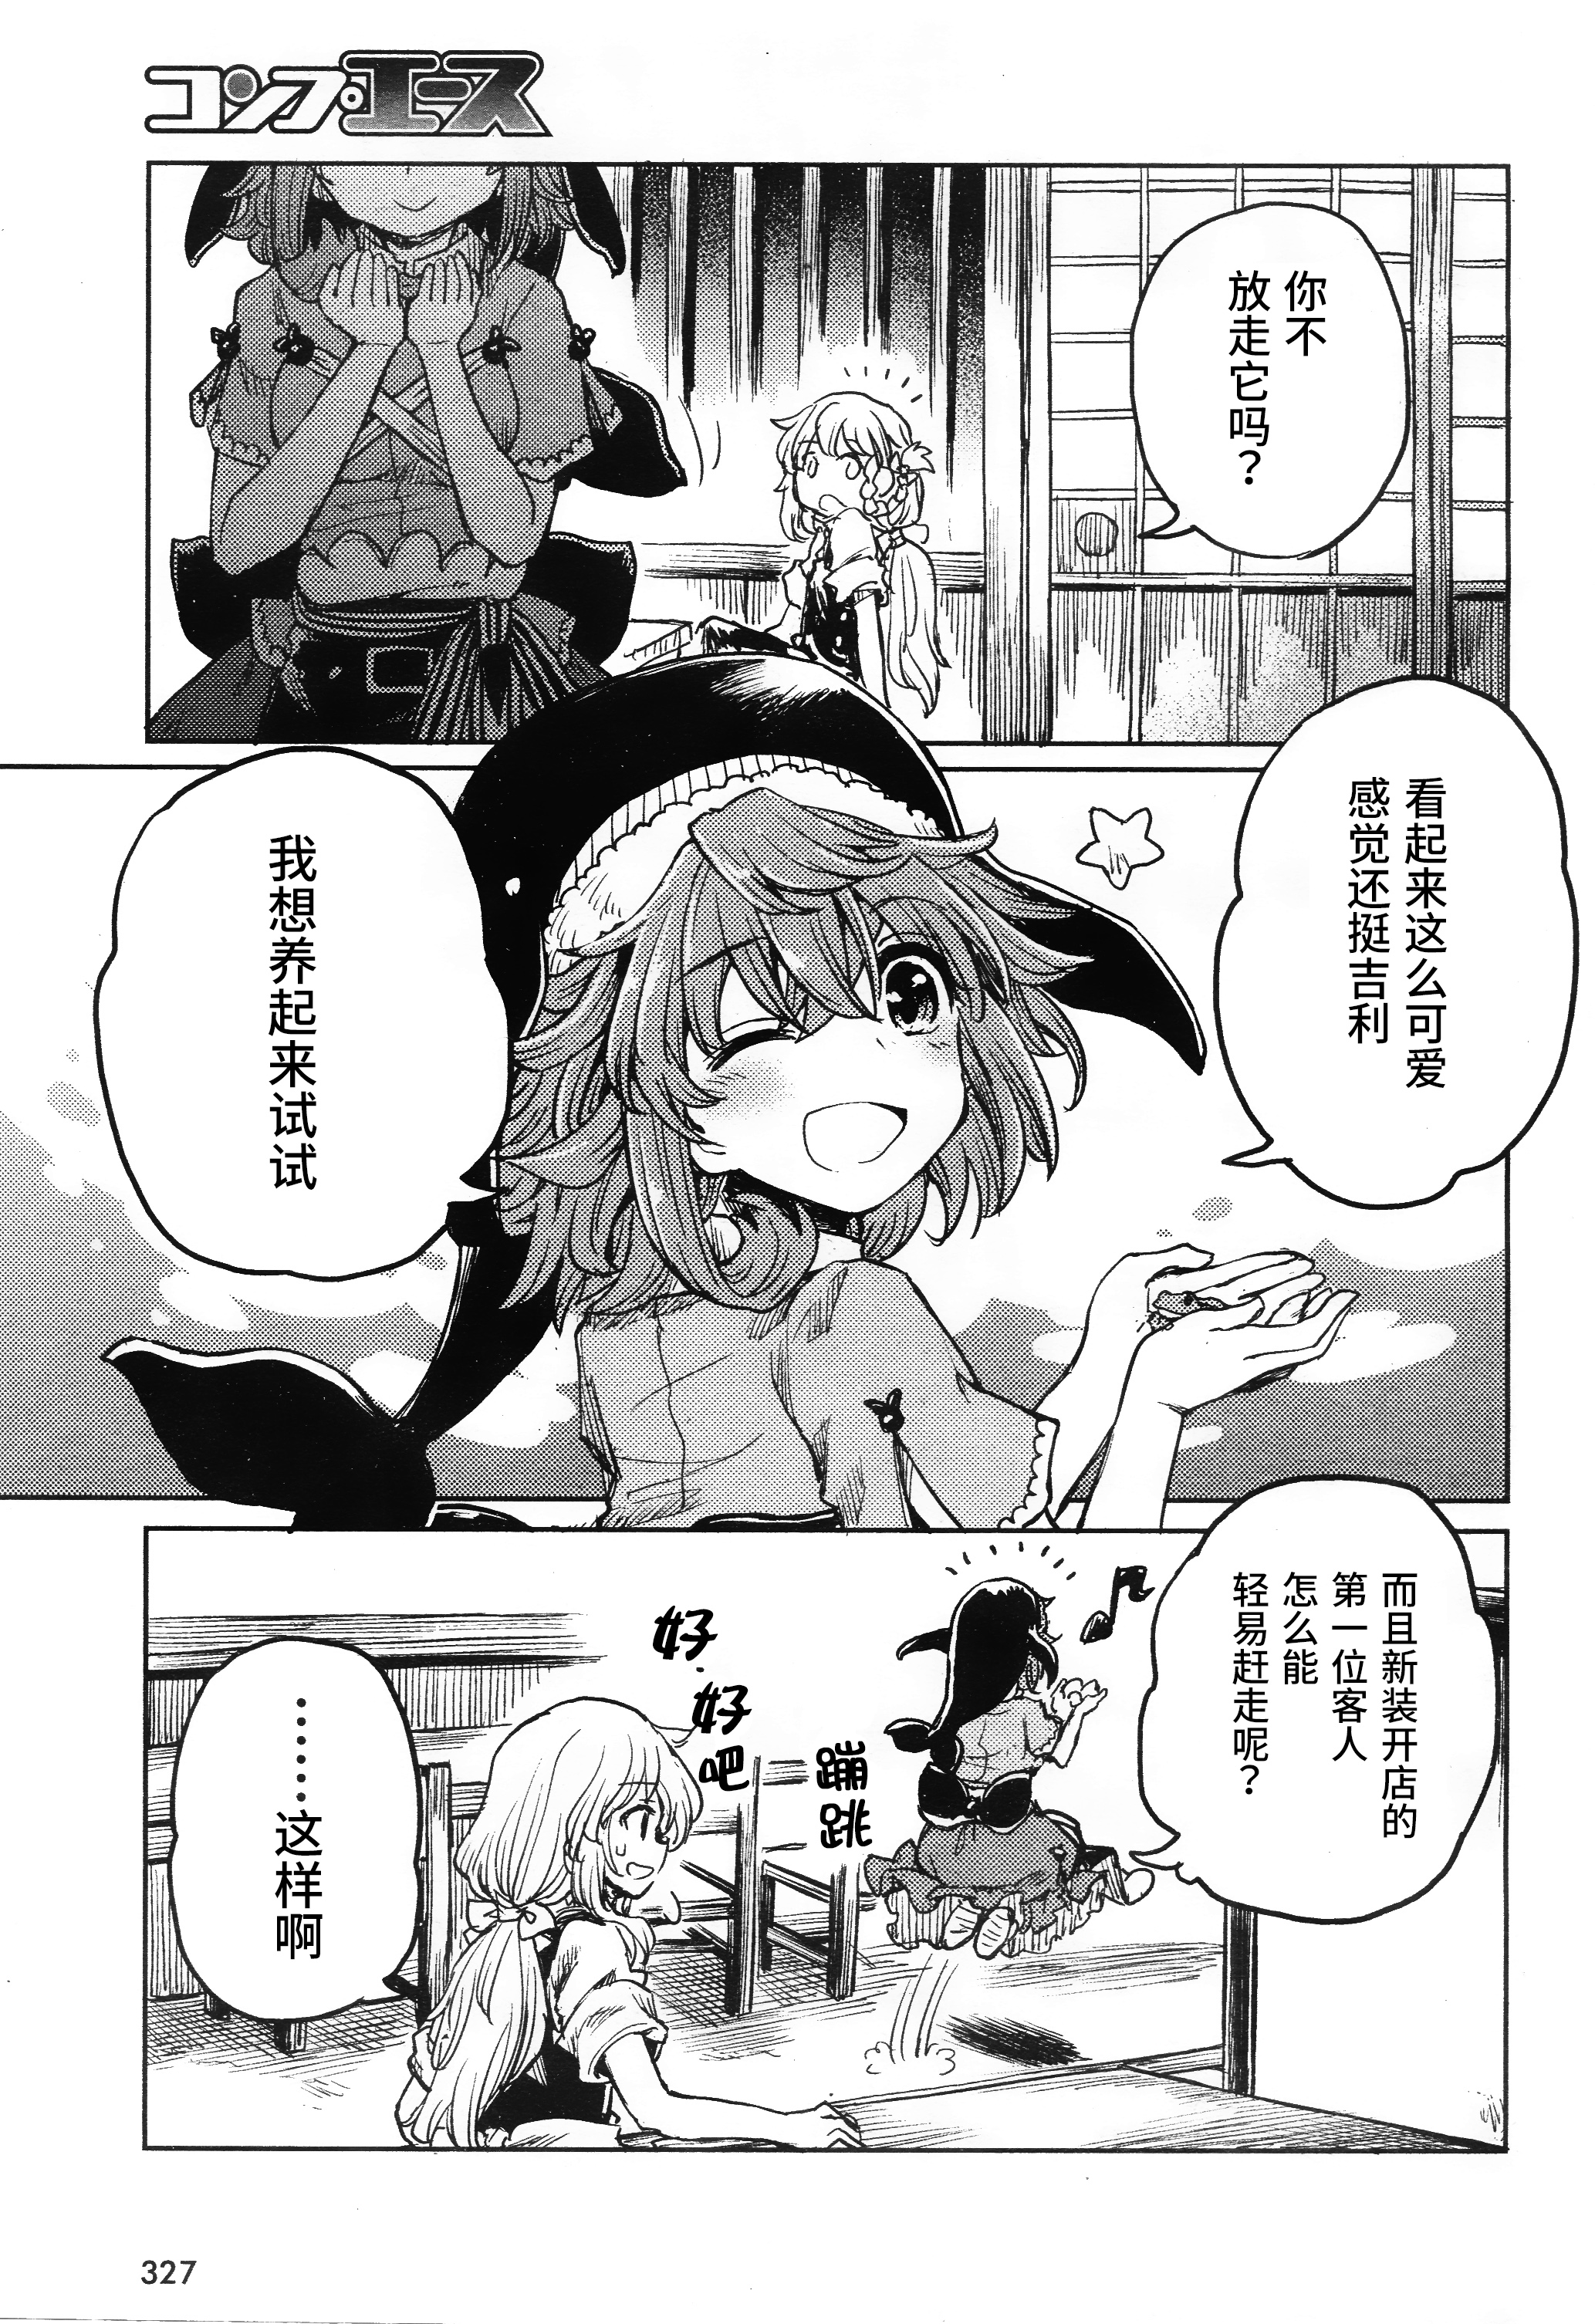 コンプ・エース
你不
放走它吗？
看起来这么可爱
感觉还挺吉利
我想养起来试试
而且新装开店的
第一位客人
怎么能
轻易赶走呢？
蹦跳
好好吧
……这样啊
327